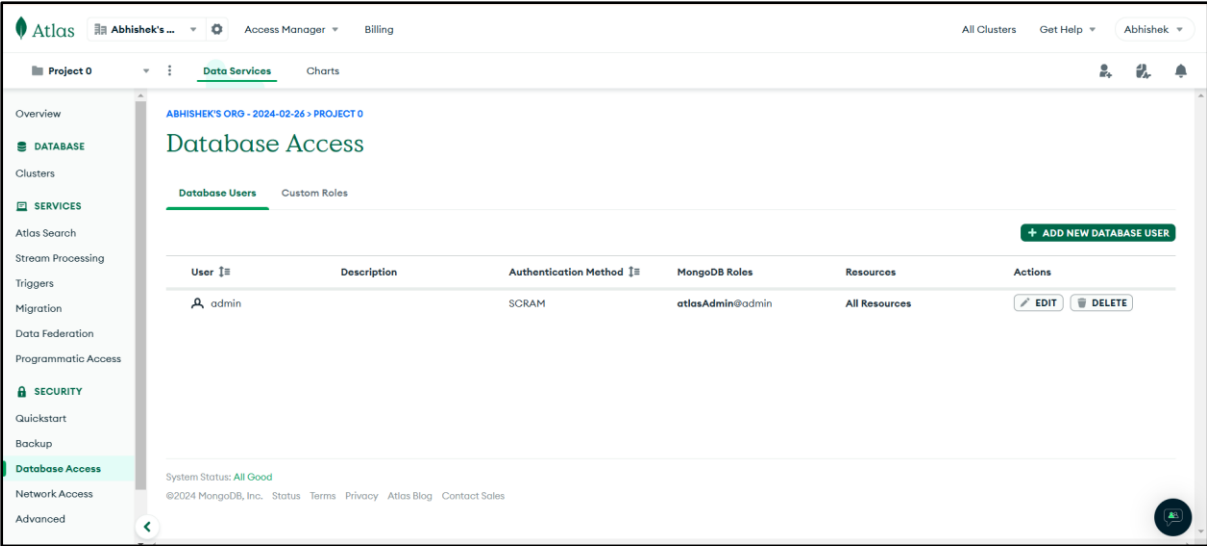 Atlas Abhishek's ... Access Manager Billing All Clusters Get Help Abhishek
Project 0 Data Services Charts
Overview
DATABASE
Clusters
SERVICES
Atlas Search
Stream Processing
Triggers
Migration
Data Federation
Programmatic Access
SECURITY
Quickstart
Backup
Database Access
Network Access
Advanced
ABHISHEK'S ORG - 2024-02-26 > PROJECT 0
Database Access
Database Users Custom Roles
+ ADD NEW DATABASE USER
User Description Authentication Method MongoDB Roles Resources Actions
admin SCRAM atlasAdmin@admin All Resources EDIT DELETE
System Status: All Good
©2024 MongoDB, Inc. Status Terms Privacy Atlas Blog Contact Sales